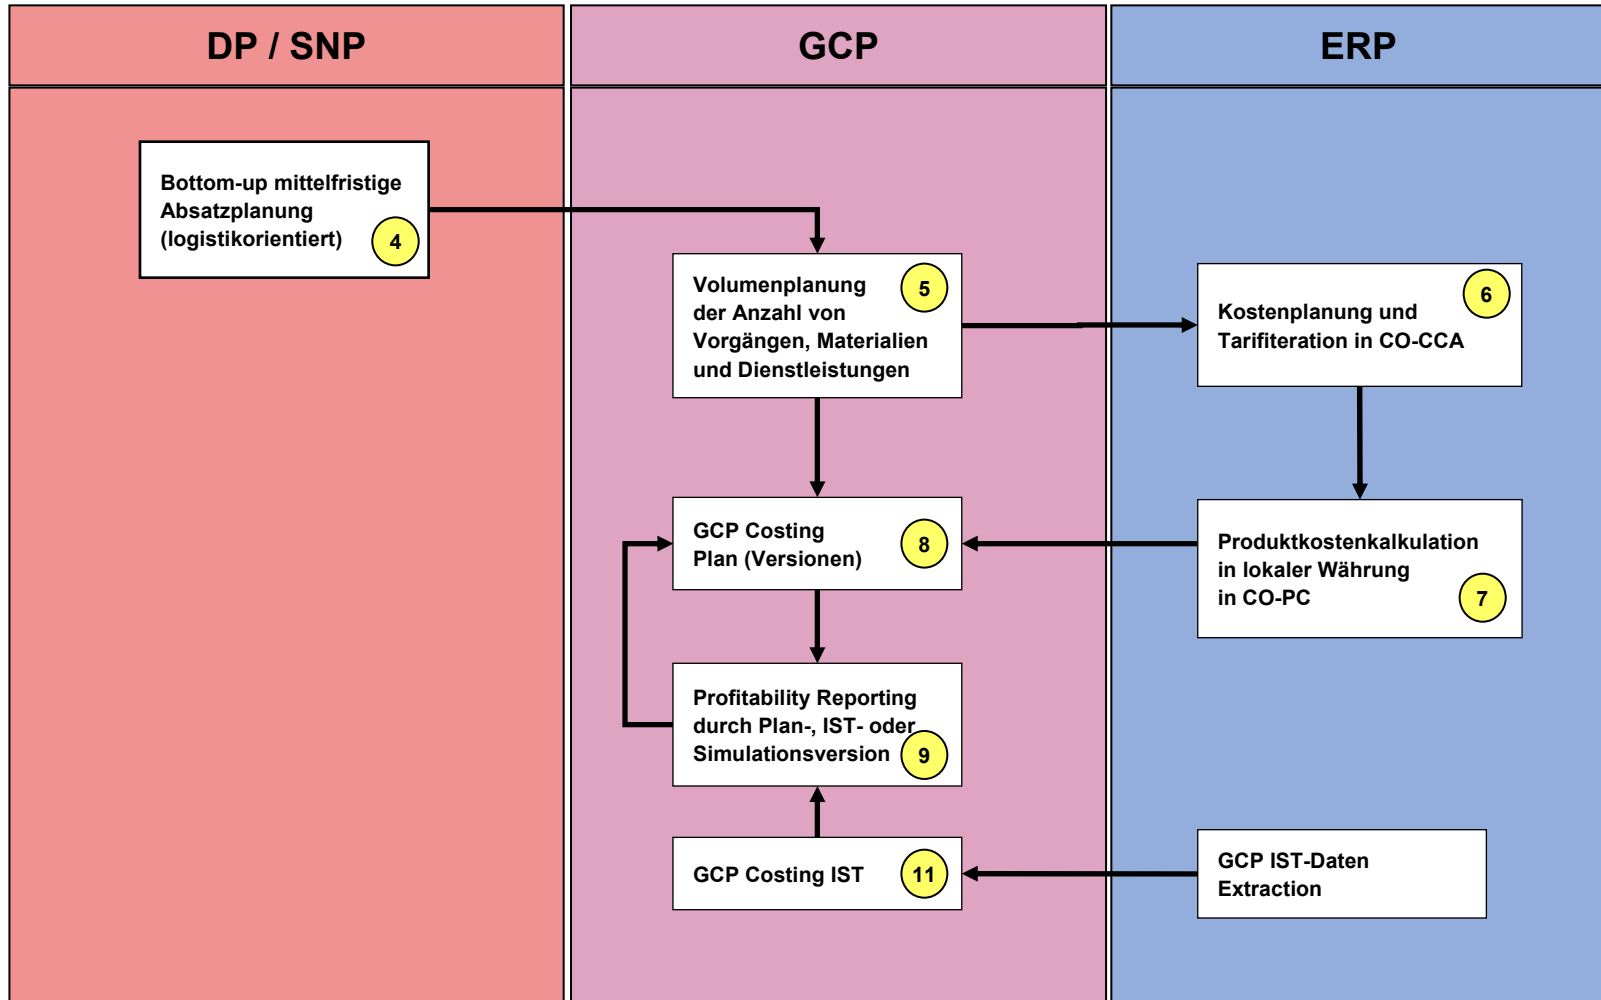 DP / SNP
GCP
ERP
Bottom-up mittelfristige
Absatzplanung
(logistikorientiert)
4
Volumenplanung
der Anzahl von
Vorgängen, Materialien
und Dienstleistungen
5
Kostenplanung und
Tarifiteration in CO-CCA
6
GCP Costing
Plan (Versionen)
8
Produktkostenkalkulation
in lokaler Währung
in CO-PC
7
Profitability Reporting
durch Plan-, IST- oder
Simulationsversion
9
GCP Costing IST
11
GCP IST-Daten
Extraction